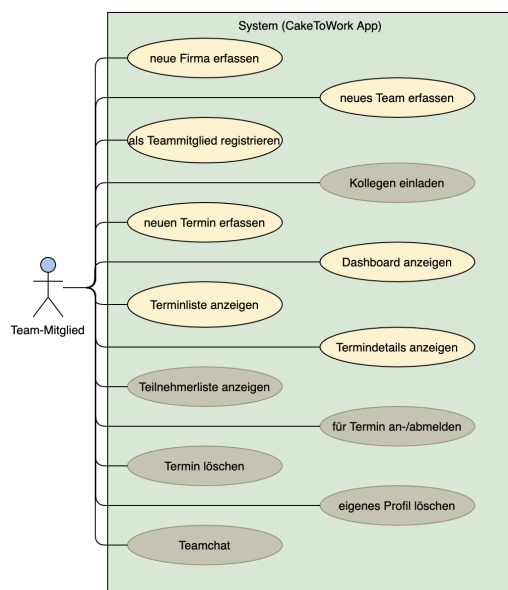 System (CakeToWork App)
neue Firma erfassen
neues Team erfassen
als Teammitglied registrieren
Kollegen einladen
neuen Termin erfassen
Dashboard anzeigen
Terminliste anzeigen
Team-Mitglied
Termindetails anzeigen
Teilnehmerliste anzeigen
für Termin an-/abmelden
Termin löschen
eigenes Profil löschen
Teamchat